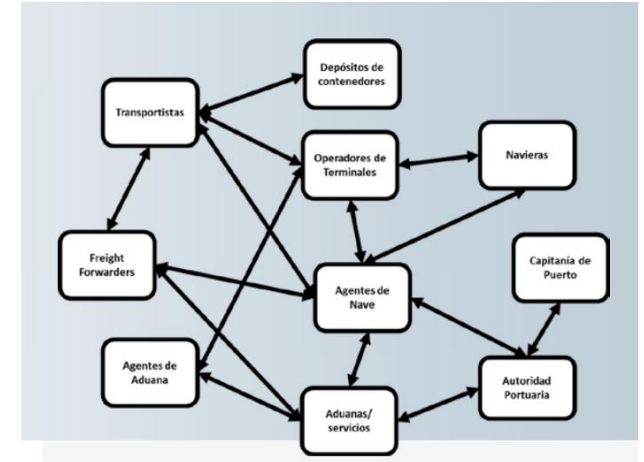 Depósitos de
contenedores
Transportistas
Operadores de
Terminales
Navieras
Freight
Forwarders
Capitanía de
Puerto
Agentes de
Nave
Agentes de
Aduana
Autoridad
Portuaria
Aduanas/
servicios